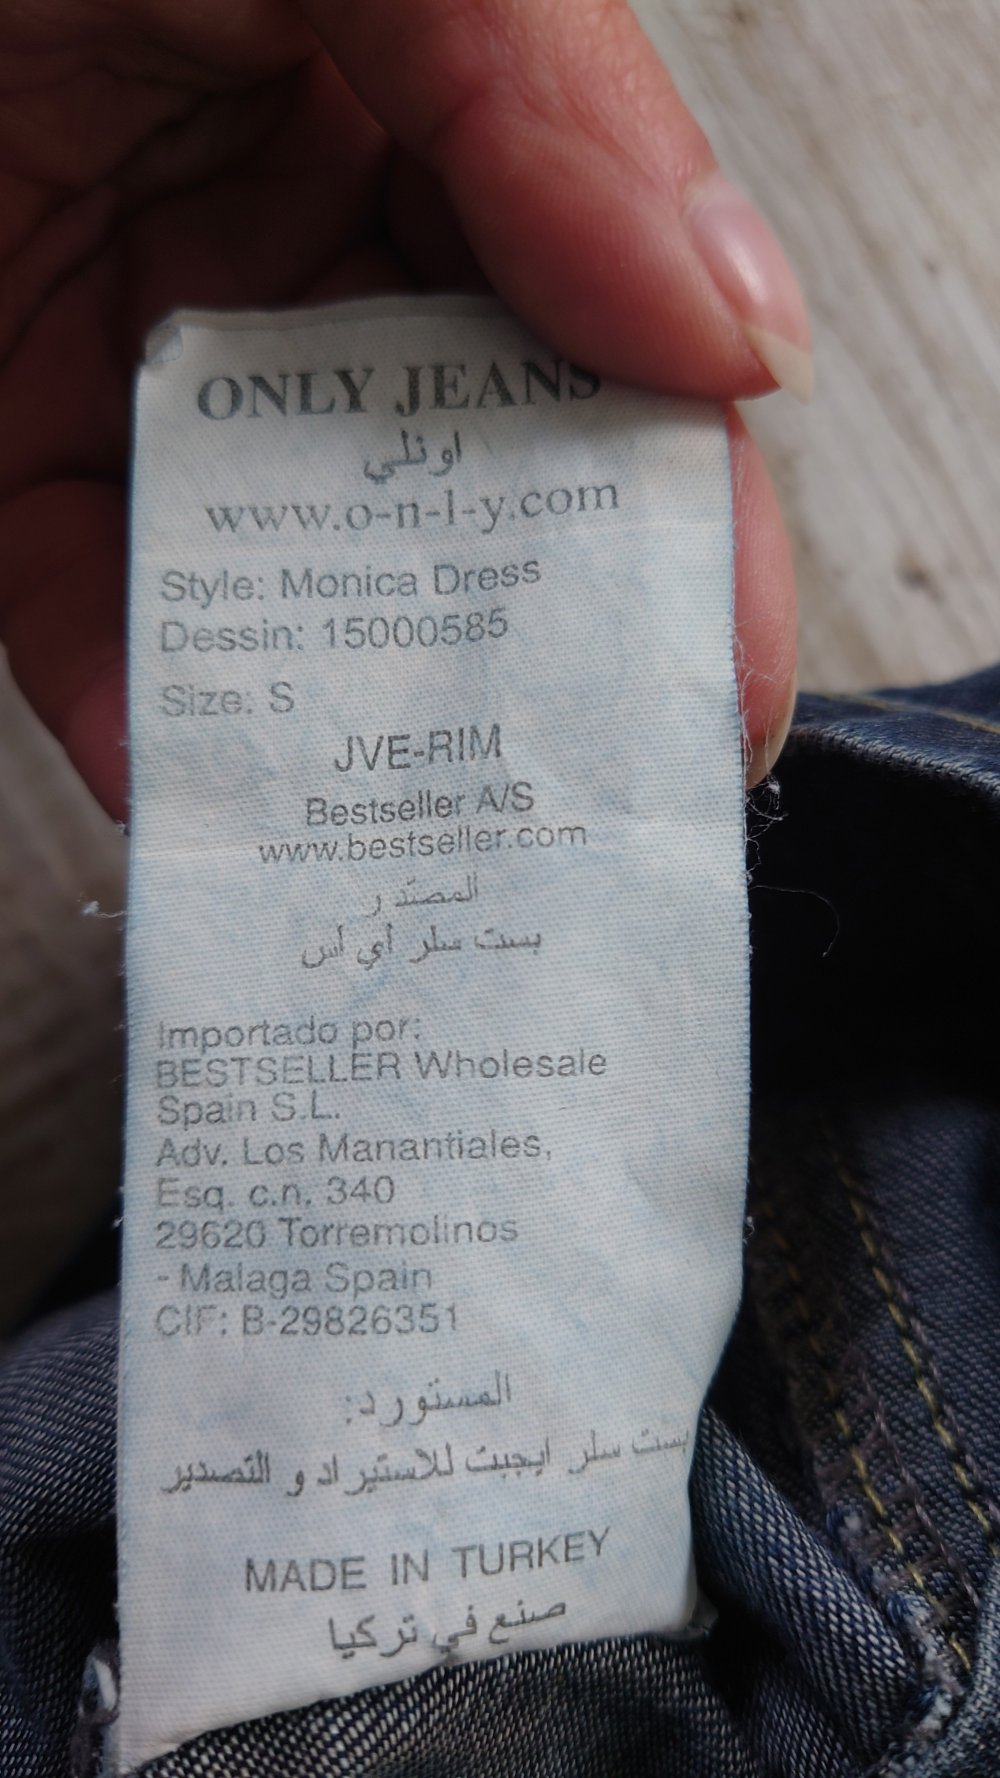 ONLY JEANS
اونلي
www.o-n-l-y.com
Style: Monica Dress
Dessin: 15000585
Size: S
JVE-RIM
Bestseller A/S
www.bestseller.com
المصتدر
بست سلر أي أس
Importado por:
BESTSELLER Wholesale
Spain S.L.
Adv. Los Manantiales,
Esq. c.n. 340
29620 Torremolinos
- Malaga Spain
CIF: B-29826351
المستورد:
بست سلر ايجبت للاستيراد و التصدير
MADE IN TURKEY
صنع في تركيا